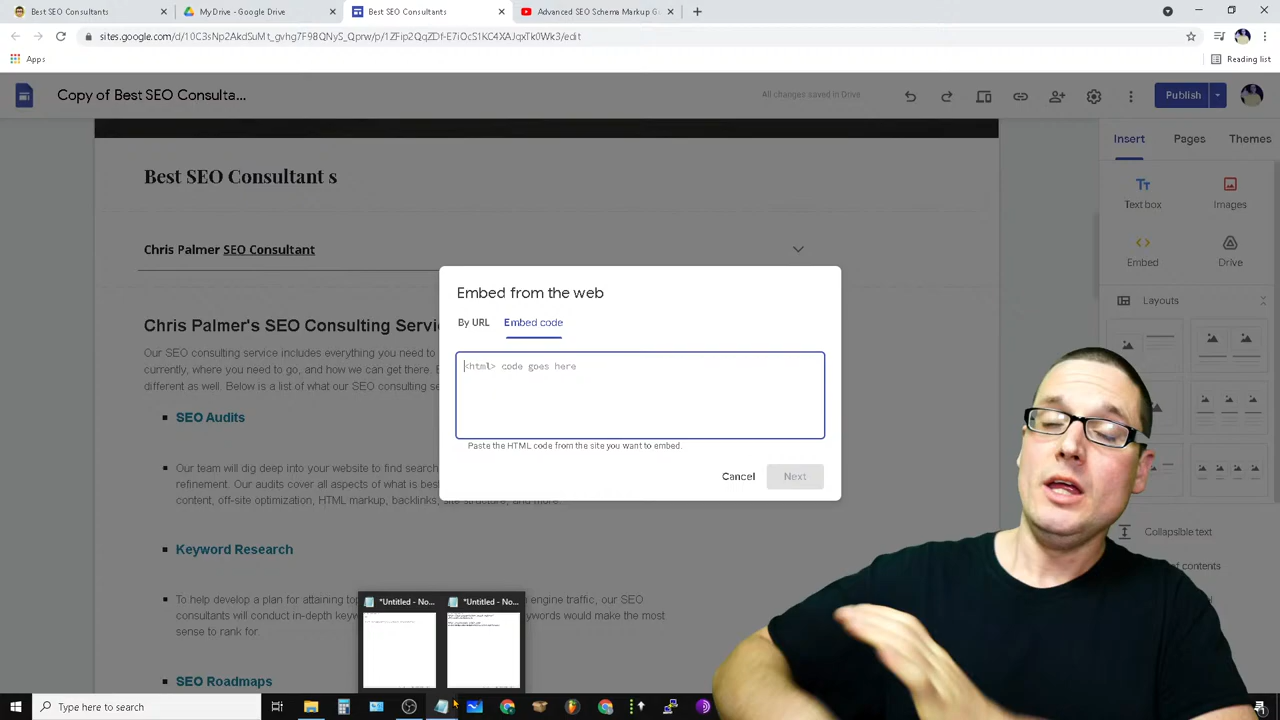 Best SEO Consultants
My Drive - Google Drive
Best SEO Consultants
Advanced SEO Schema Markup G
sites.google.com/d/10C3sNp2AkdSuMt_gvhg7F98QNyS_Qprw/p/1ZFip2QqZDf-E7iOcS1KC4XAJqxTk0Wk3/edit
Apps
Reading list
Copy of Best SEO Consulta...
All changes saved in Drive
Publish
Insert
Pages
Themes
Best SEO Consultant s
Text box
Images
Chris Palmer SEO Consultant
Embed
Drive
Embed from the web
Layouts
By URL
Embed code
Chris Palmer's SEO Consulting Servi
Our SEO consulting service includes everything you need to
currently, where you need to go, and how we can get there. E
different as well. Below is a list of what our SEO consulting s
<html> code goes here
SEO Audits
Paste the HTML code from the site you want to embed.
Our team will dig deep into your website to find search
refinement. Our audits cover all aspects of what is best
content, off-site optimization, HTML markup, backlinks, site structure, and more.
Cancel
Next
Collapsible text
Keyword Research
of contents
To help develop a plan for attaining to
engine traffic, our SEO
consultants will conduct in-depth key
keywords would make the most
sense to rank for.
*Untitled - No...
*Untitled - No...
SEO Roadmaps
Type here to search